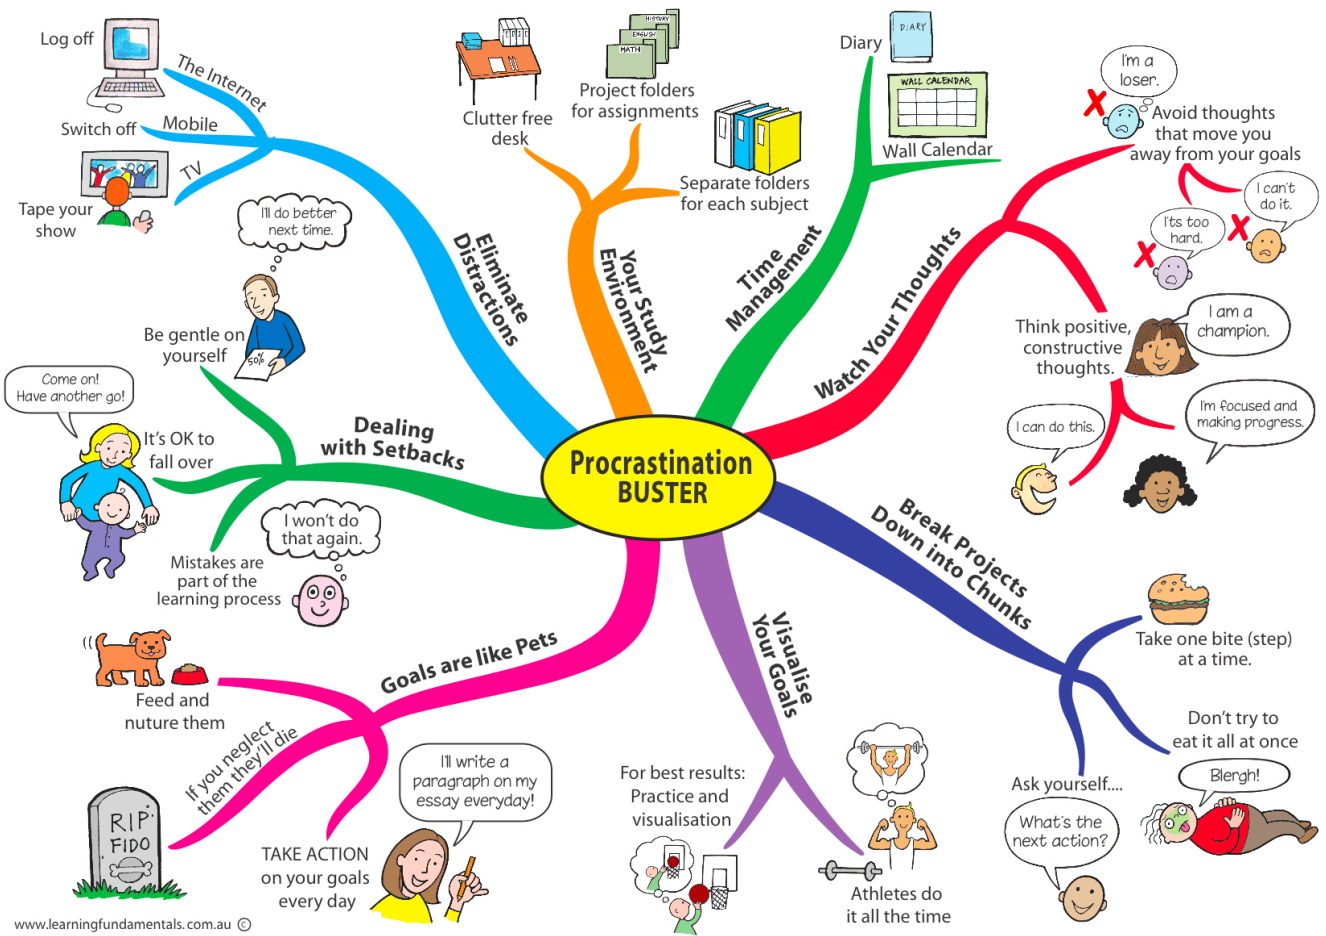 Procrastination
BUSTER
Eliminate
Distractions
The Internet
Log off
Mobile
Switch off
TV
Tape your
show
Your Study
Environment
Clutter free
desk
HISTORY
ENGLISH
MATH
Project folders
for assignments
Separate folders
for each subject
Time
Management
Diary
DIARY
WALL CALENDAR
Wall Calendar
Watch Your Thoughts
I'm a
loser.
Avoid thoughts
that move you
away from your goals
I can't
do it.
I'ts too
hard.
Think positive,
constructive
thoughts.
I am a
champion.
I can do this.
I'm focused and
making progress.
Break Projects
Down into Chunks
Take one bite (step)
at a time.
Don't try to
eat it all at once
Blergh!
Ask yourself....
What's the
next action?
Visualise
Your Goals
For best results:
Practice and
visualisation
Athletes do
it all the time
Goals are like Pets
Feed and
nuture them
If you neglect
them they'll die
RIP
FIDO
TAKE ACTION
on your goals
every day
I'll write a
paragraph on my
essay everyday!
Dealing
with Setbacks
Be gentle on
yourself
I'll do better
next time.
50%
It's OK to
fall over
Come on!
Have another go!
Mistakes are
part of the
learning process
I won't do
that again.
www.learningfundamentals.com.au ©